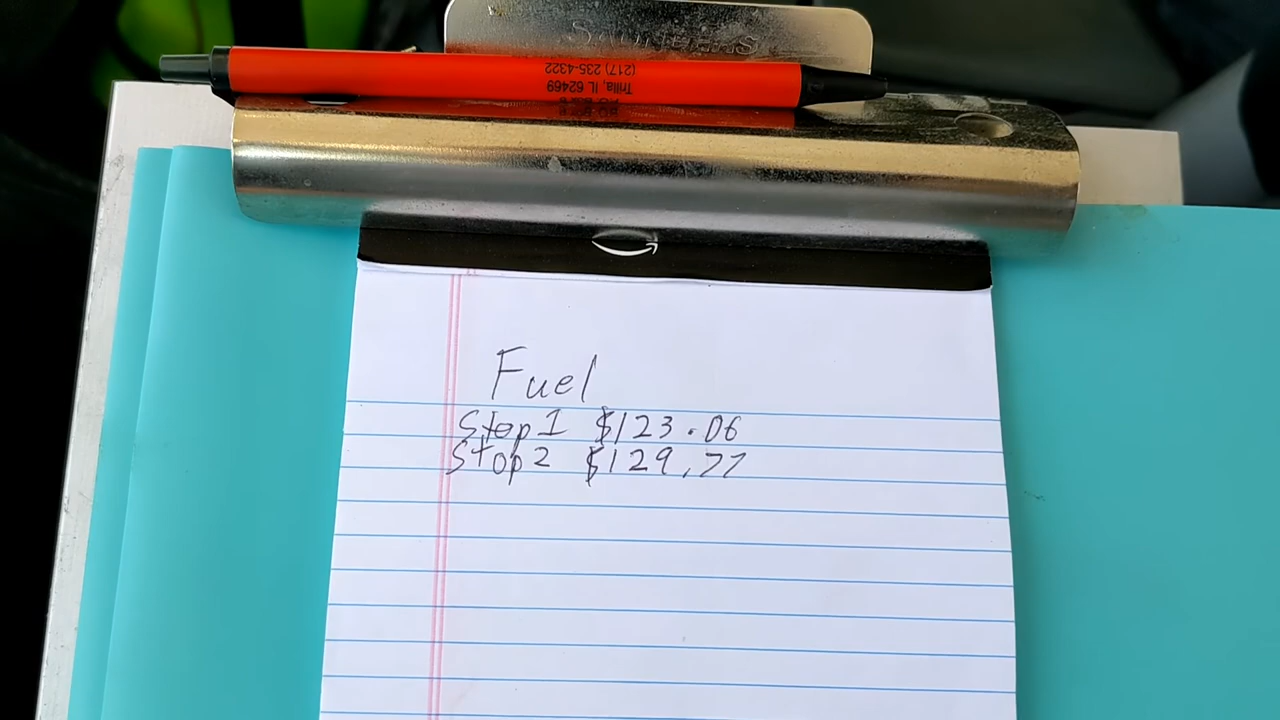 (217) 235-4322
Trilla, IL 62469
Fuel
Stop 1 $123.06
Stop 2 $129.77